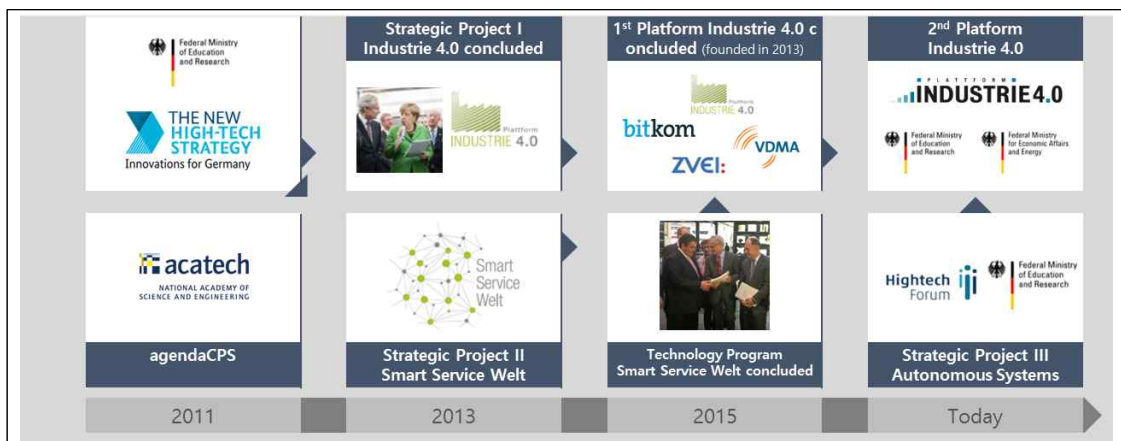 Federal Ministry
of Education
and Research
THE NEW
HIGH-TECH
STRATEGY
Innovations for Germany
Strategic Project I
Industrie 4.0 concluded
Plattform
INDUSTRIE 4.0
1st Platform Industrie 4.0 c
oncluded (founded in 2013)
Plattform
INDUSTRIE 4.0
bitkom
VDMA
ZVEI:
2nd Platform
Industrie 4.0
PLATTFORM
INDUSTRIE4.0
Federal Ministry
of Education
and Research
Federal Ministry
for Economic Affairs
and Energy
acatech
NATIONAL ACADEMY OF
SCIENCE AND ENGINEERING
agendaCPS
Smart
Service
Welt
Strategic Project II
Smart Service Welt
Technology Program
Smart Service Welt concluded
Hightech
Forum
Federal Ministry
of Education
and Research
Strategic Project III
Autonomous Systems
2011
2013
2015
Today